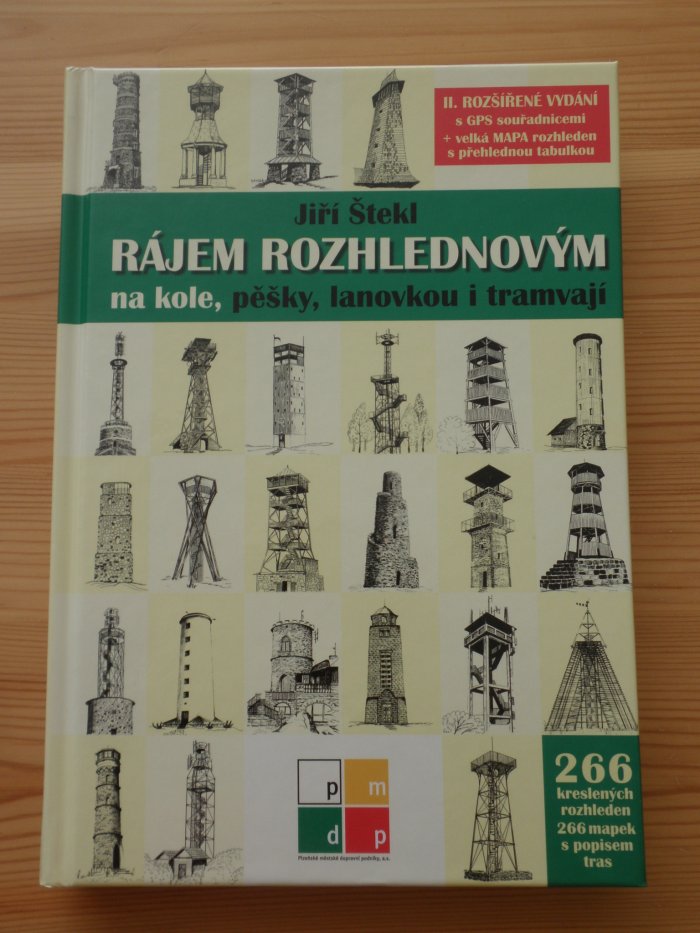 II. ROZŠÍŘENÉ VYDÁNÍ
s GPS souřadnicemi
+ velká MAPA rozhleden
s přehlednou tabulkou
Jiří Štekl
RÁJEM ROZHLEDNOVÝM
na kole, pěšky, lanovkou i tramvají
p m
d p
Plzeňské městské dopravní podniky, a.s.
266
kreslených
rozhleden
266 mapek
s popisem
tras